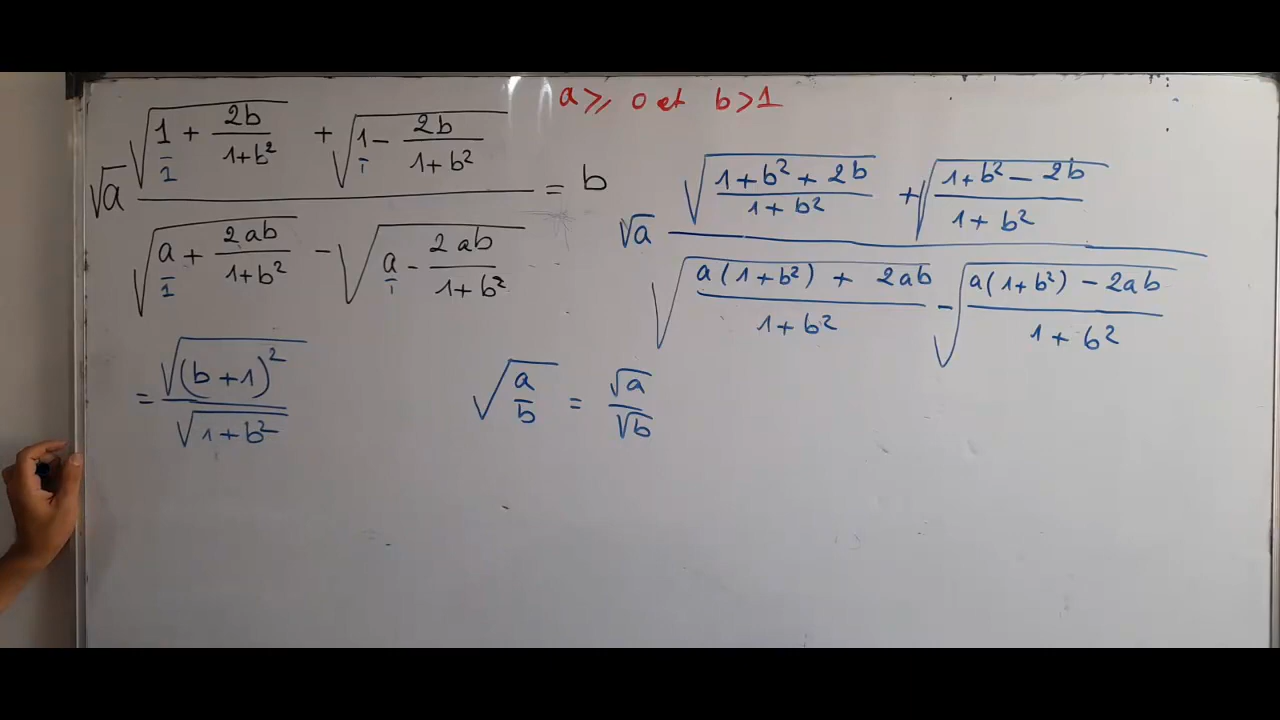 a ⩾ 0 et b > 1
√a (√(1/1 + 2b/(1+b²)) + √(1/1 − 2b/(1+b²))) / (√(a/1 + 2ab/(1+b²)) − √(a/1 − 2ab/(1+b²))) = b
√a (√((1+b²+2b)/(1+b²)) + √((1+b²−2b)/(1+b²))) / (√((a(1+b²) + 2ab)/(1+b²)) − √((a(1+b²) − 2ab)/(1+b²)))
= √((b+1)²) / √(1+b²)
√(a/b) = √a / √b